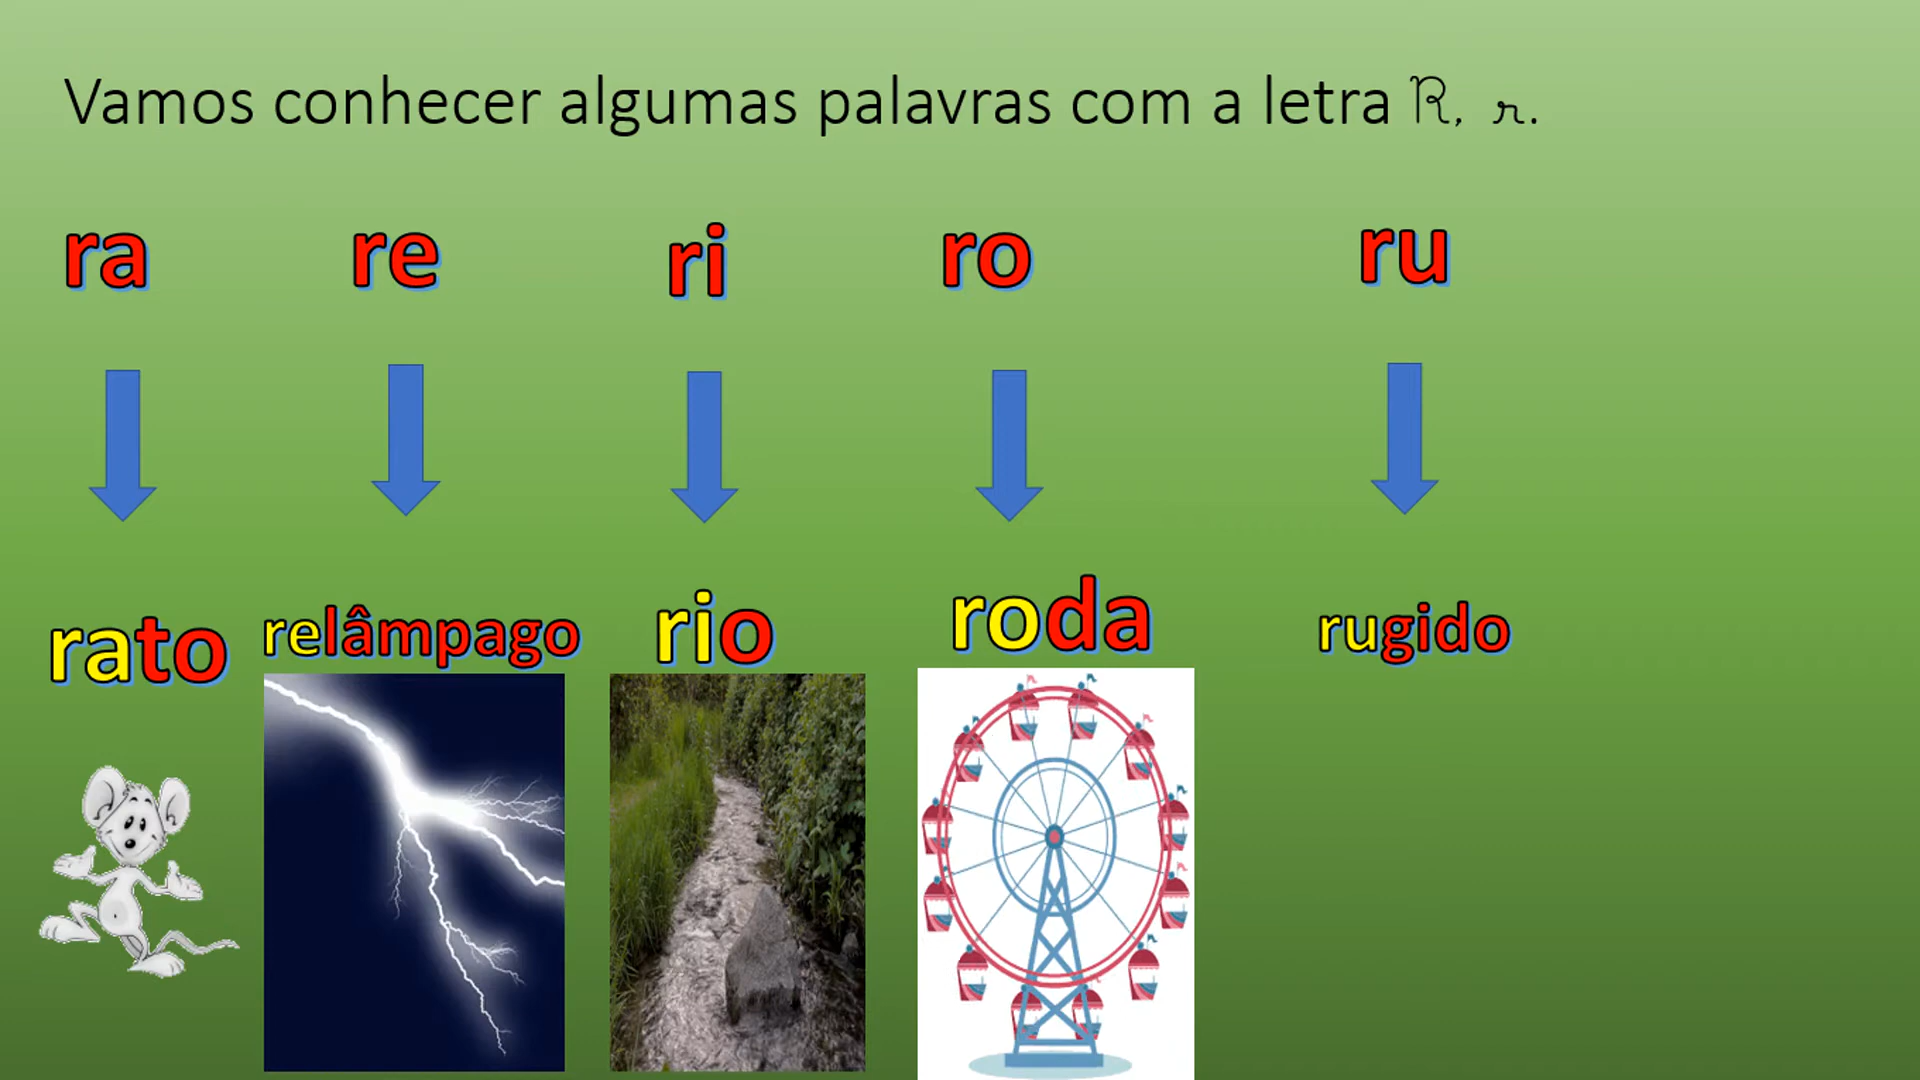 Vamos conhecer algumas palavras com a letra R, r.
ra re ri ro ru
rato relâmpago rio roda rugido